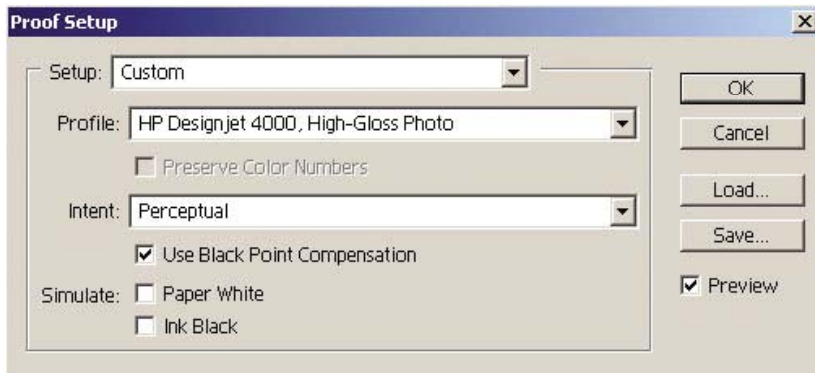 Proof Setup
Setup: Custom
OK
Profile: HP Designjet 4000, High-Gloss Photo
Cancel
Preserve Color Numbers
Load...
Intent: Perceptual
Save...
Use Black Point Compensation
Simulate: Paper White
Preview
Ink Black